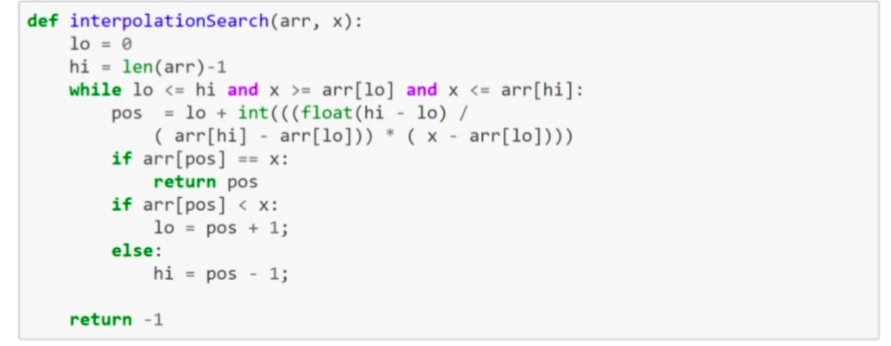 def interpolationSearch(arr, x):
    lo = 0
    hi = len(arr)-1
    while lo <= hi and x >= arr[lo] and x <= arr[hi]:
        pos  = lo + int(((float(hi - lo) /
            ( arr[hi] - arr[lo])) * ( x - arr[lo])))
        if arr[pos] == x:
            return pos
        if arr[pos] < x:
            lo = pos + 1;
        else:
            hi = pos - 1;
    return -1